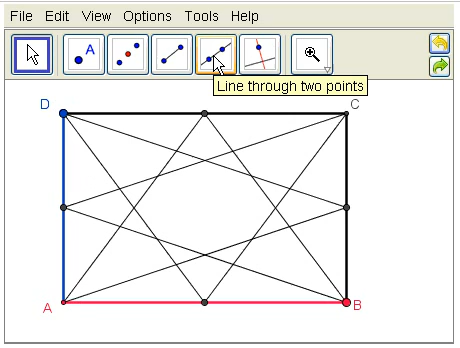 File Edit View Options Tools Help
A
Line through two points
D
C
A
B